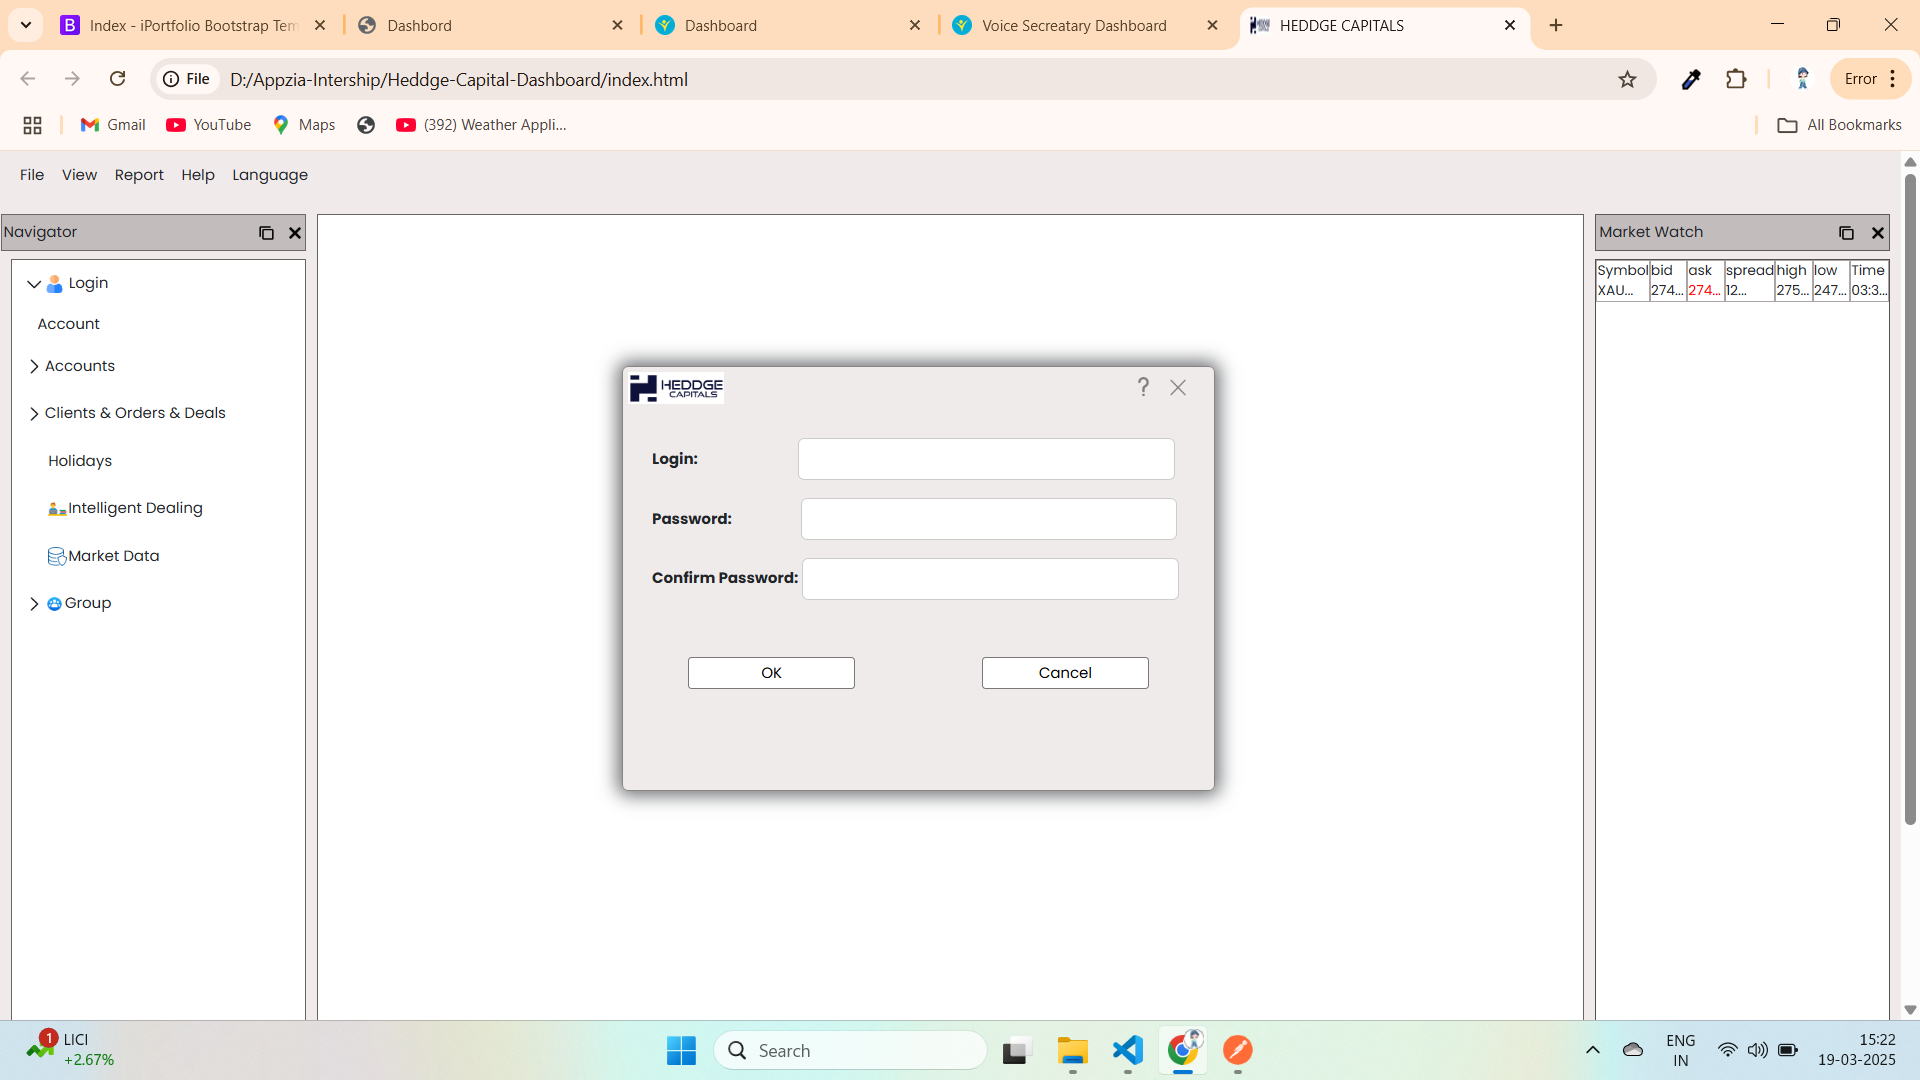 Index - iPortfolio Bootstrap Tem
Dashbord
Dashboard
Voice Secreatary Dashboard
HEDDGE CAPITALS
File
D:/Appzia-Intership/Heddge-Capital-Dashboard/index.html
Error
Gmail
YouTube
Maps
(392) Weather Appli...
All Bookmarks
File View Report Help Language
Navigator
Login
Account
Accounts
Clients & Orders & Deals
Holidays
Intelligent Dealing
Market Data
Group
HEDDGE
CAPITALS
?
Login:
Password:
Confirm Password:
OK
Cancel
Market Watch
Symbol bid ask spread high low Time
XAU... 274... 274... 12... 275... 247... 03:3...
1
LICI
+2.67%
Search
ENG
IN
15:22
19-03-2025